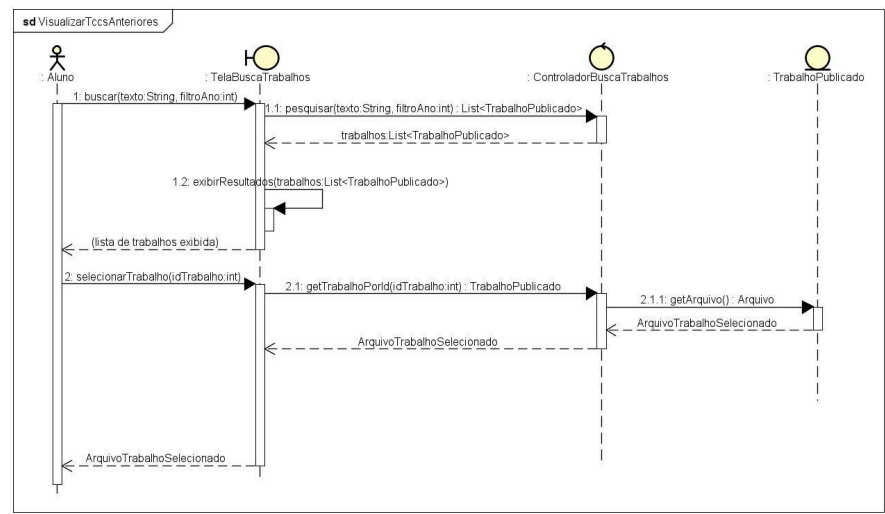 sd VisualizarTccsAnteriores
: Aluno
: TelaBuscaTrabalhos
: ControladorBuscaTrabalhos
: TrabalhoPublicado
1: buscar(texto:String, filtroAno:int)
1.1: pesquisar(texto:String, filtroAno:int) : List<TrabalhoPublicado>
trabalhos:List<TrabalhoPublicado>
1.2: exibirResultados(trabalhos:List<TrabalhoPublicado>)
(lista de trabalhos exibida)
2: selecionarTrabalho(idTrabalho:int)
2.1: getTrabalhoPorId(idTrabalho:int) : TrabalhoPublicado
2.1.1: getArquivo() : Arquivo
ArquivoTrabalhoSelecionado
ArquivoTrabalhoSelecionado
ArquivoTrabalhoSelecionado